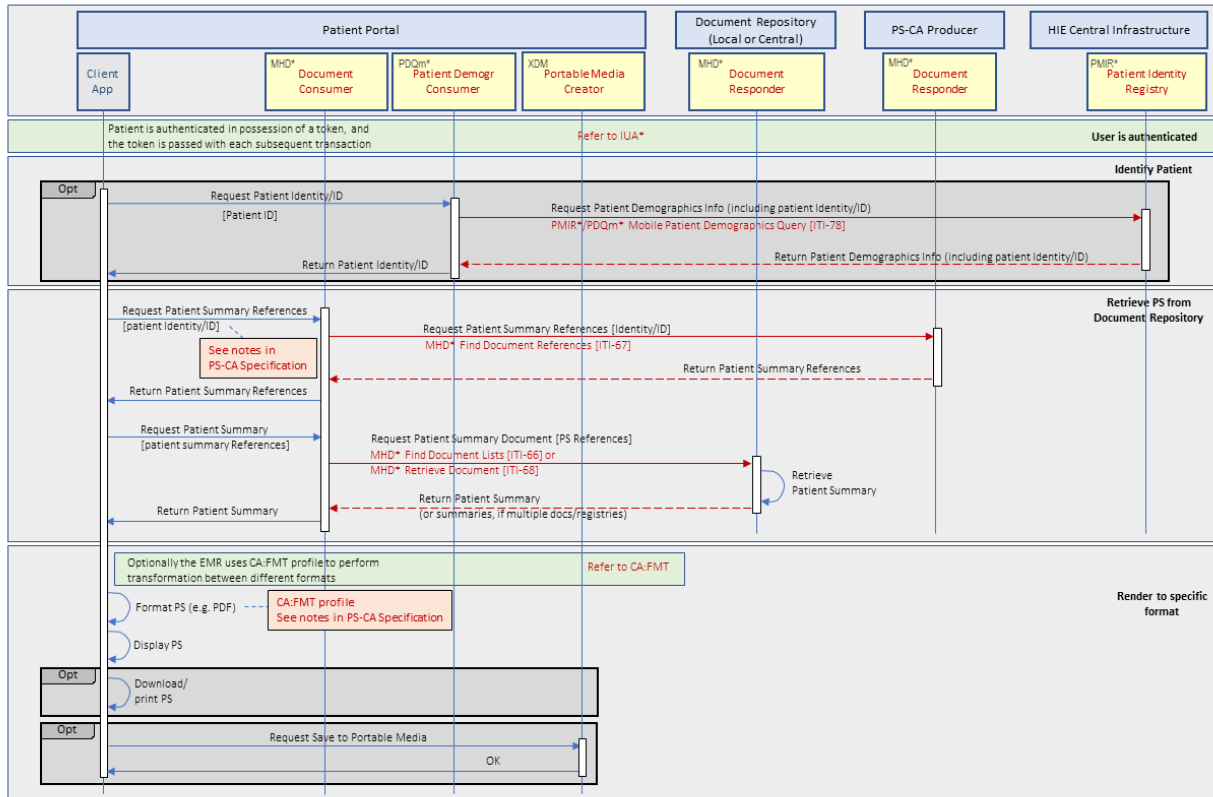 Patient Portal
Document Repository
(Local or Central)
PS-CA Producer
HIE Central Infrastructure
Client
App
MHD*
Document
Consumer
PDQm*
Patient Demogr
Consumer
XDM
Portable Media
Creator
MHD*
Document
Responder
MHD*
Document
Responder
PMIR*
Patient Identity
Registry
Patient is authenticated in possession of a token, and
the token is passed with each subsequent transaction
Refer to IUA*
User is authenticated
Identify Patient
Opt
Request Patient Identity/ID
[Patient ID]
Request Patient Demographics Info (including patient Identity/ID)
PMIR*/PDQm* Mobile Patient Demographics Query [ITI-78]
Return Patient Demographics Info (including patient Identity/ID)
Return Patient Identity/ID
Retrieve PS from
Document Repository
Request Patient Summary References
[patient Identity/ID]
See notes in
PS-CA Specification
Request Patient Summary References [Identity/ID]
MHD* Find Document References [ITI-67]
Return Patient Summary References
Return Patient Summary References
Request Patient Summary
[patient summary References]
Request Patient Summary Document [PS References]
MHD* Find Document Lists [ITI-66] or
MHD* Retrieve Document [ITI-68]
Retrieve
Patient Summary
Return Patient Summary
(or summaries, if multiple docs/registries)
Return Patient Summary
Optionally the EMR uses CA:FMT profile to perform
transformation between different formats
Refer to CA:FMT
Render to specific
format
Format PS (e.g. PDF)
CA:FMT profile
See notes in PS-CA Specification
Display PS
Opt
Download/
print PS
Opt
Request Save to Portable Media
OK